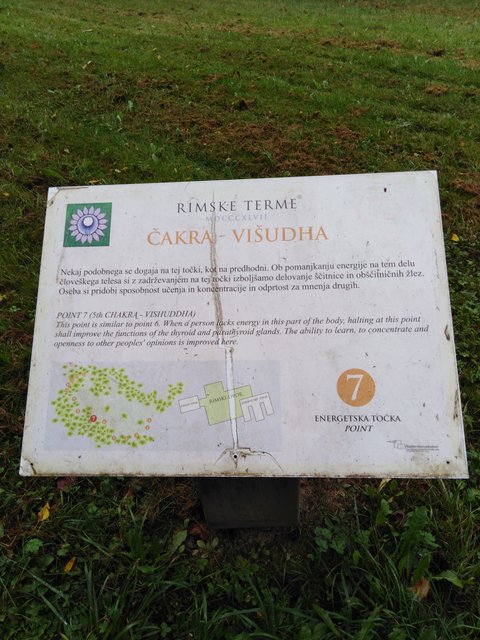 RIMSKE TERME
MDCCCXLVII
ČAKRA - VIŠUDHA
Nekaj podobnega se dogaja na tej točki, kot na predhodni. Ob pomanjkanju energije na tem delu
človeškega telesa si z zadrževanjem na tej točki izboljšamo delovanje ščitnice in obščitničnih žlez.
Oseba si pridobi sposobnost učenja in koncentracije in odprtost za mnenja drugih.
POINT 7 (5th CHAKRA - VISHUDDHA)
This point is similar to point 6. When a person lacks energy in this part of the body, halting at this point
shall improve the functions of the thyroid and parathyroid glands. The ability to learn, to concentrate and
openness to other peoples' opinions is improved here.
RIMSKI DVOR
7
ENERGETSKA TOČKA
POINT